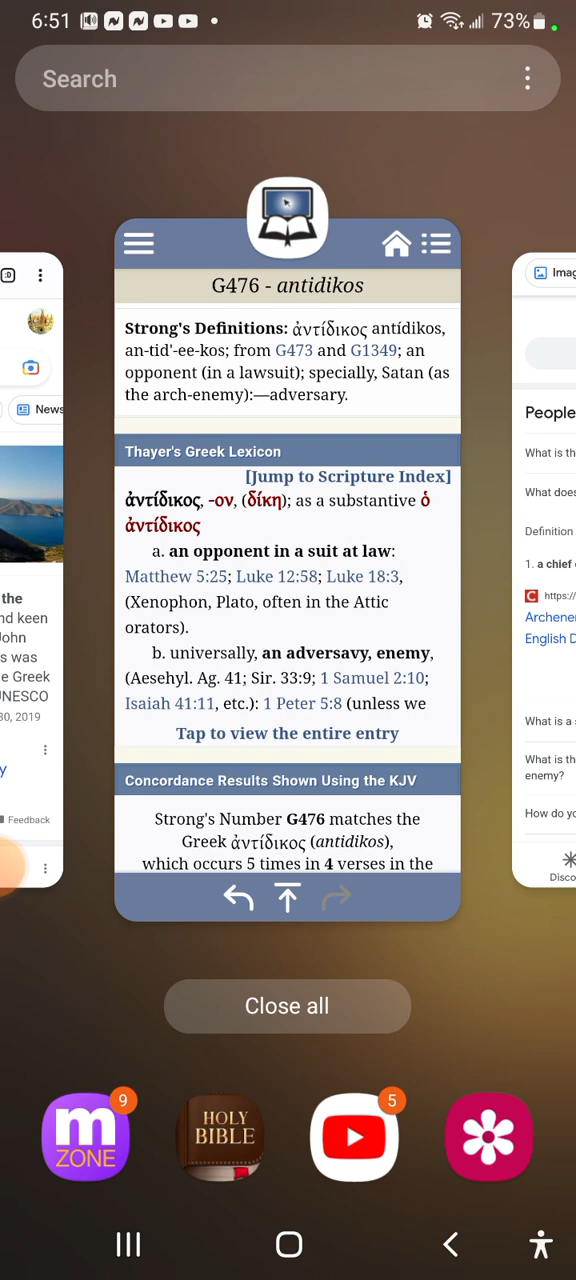 6:51
73%
Search
G476 - antidikos
Strong's Definitions: ἀντίδικος antídikos,
an-tid'-ee-kos; from G473 and G1349; an
opponent (in a lawsuit); specially, Satan (as
the arch-enemy):—adversary.
Thayer's Greek Lexicon
[Jump to Scripture Index]
ἀντίδικος, -ον, (δίκη); as a substantive ὁ
ἀντίδικος
a. an opponent in a suit at law:
Matthew 5:25; Luke 12:58; Luke 18:3,
(Xenophon, Plato, often in the Attic
orators).
b. universally, an adversavy, enemy,
(Aesehyl. Ag. 41; Sir. 33:9; 1 Samuel 2:10;
Isaiah 41:11, etc.): 1 Peter 5:8 (unless we
Tap to view the entire entry
Concordance Results Shown Using the KJV
Strong's Number G476 matches the
Greek ἀντίδικος (antidikos),
which occurs 5 times in 4 verses in the
:D
News
the
nd keen
John
s was
e Greek
UNESCO
30, 2019
y
Feedback
Imag
People
What is th
What does
Definition
1. a chief
C https://
Archene
English D
What is a
What is th
enemy?
How do yo
Disco
Close all
m
ZONE
9
HOLY
BIBLE
5